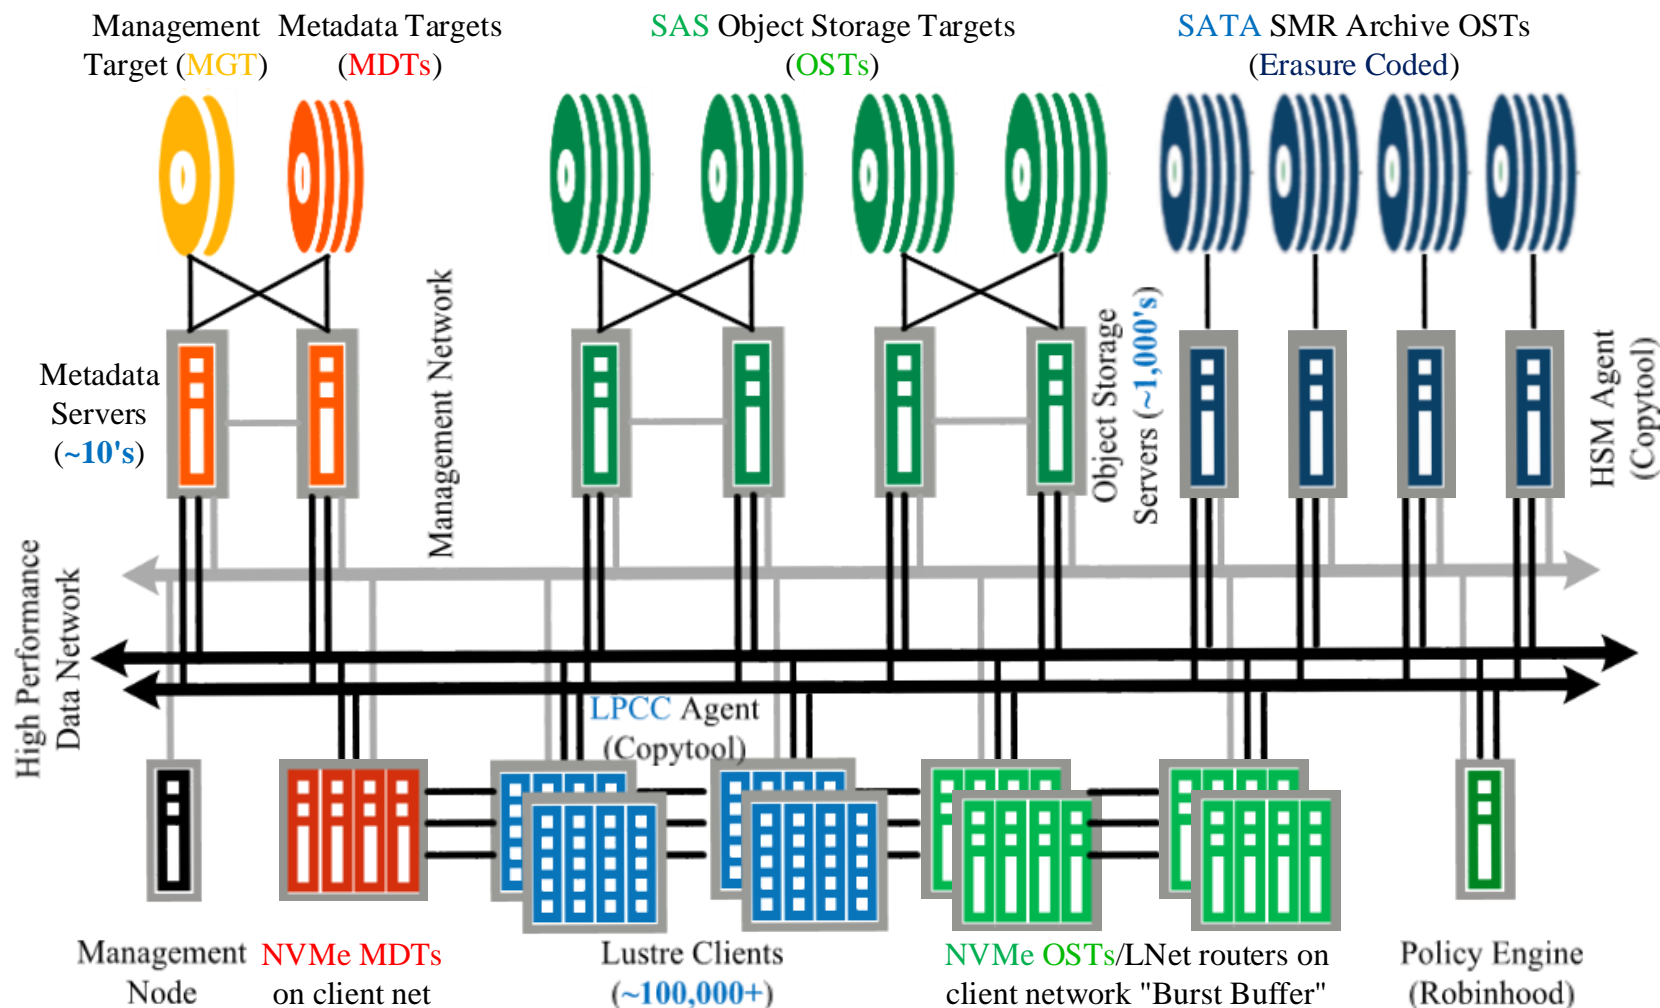 Management
Target (MGT)
Metadata Targets
(MDTs)
SAS Object Storage Targets
(OSTs)
SATA SMR Archive OSTs
(Erasure Coded)
Metadata
Servers
(~10's)
Management Network
Object Storage
Servers (~1,000's)
HSM Agent
(Copytool)
High Performance
Data Network
LPCC Agent
(Copytool)
Management
Node
NVMe MDTs
on client net
Lustre Clients
(~100,000+)
NVMe OSTs/LNet routers on
client network "Burst Buffer"
Policy Engine
(Robinhood)